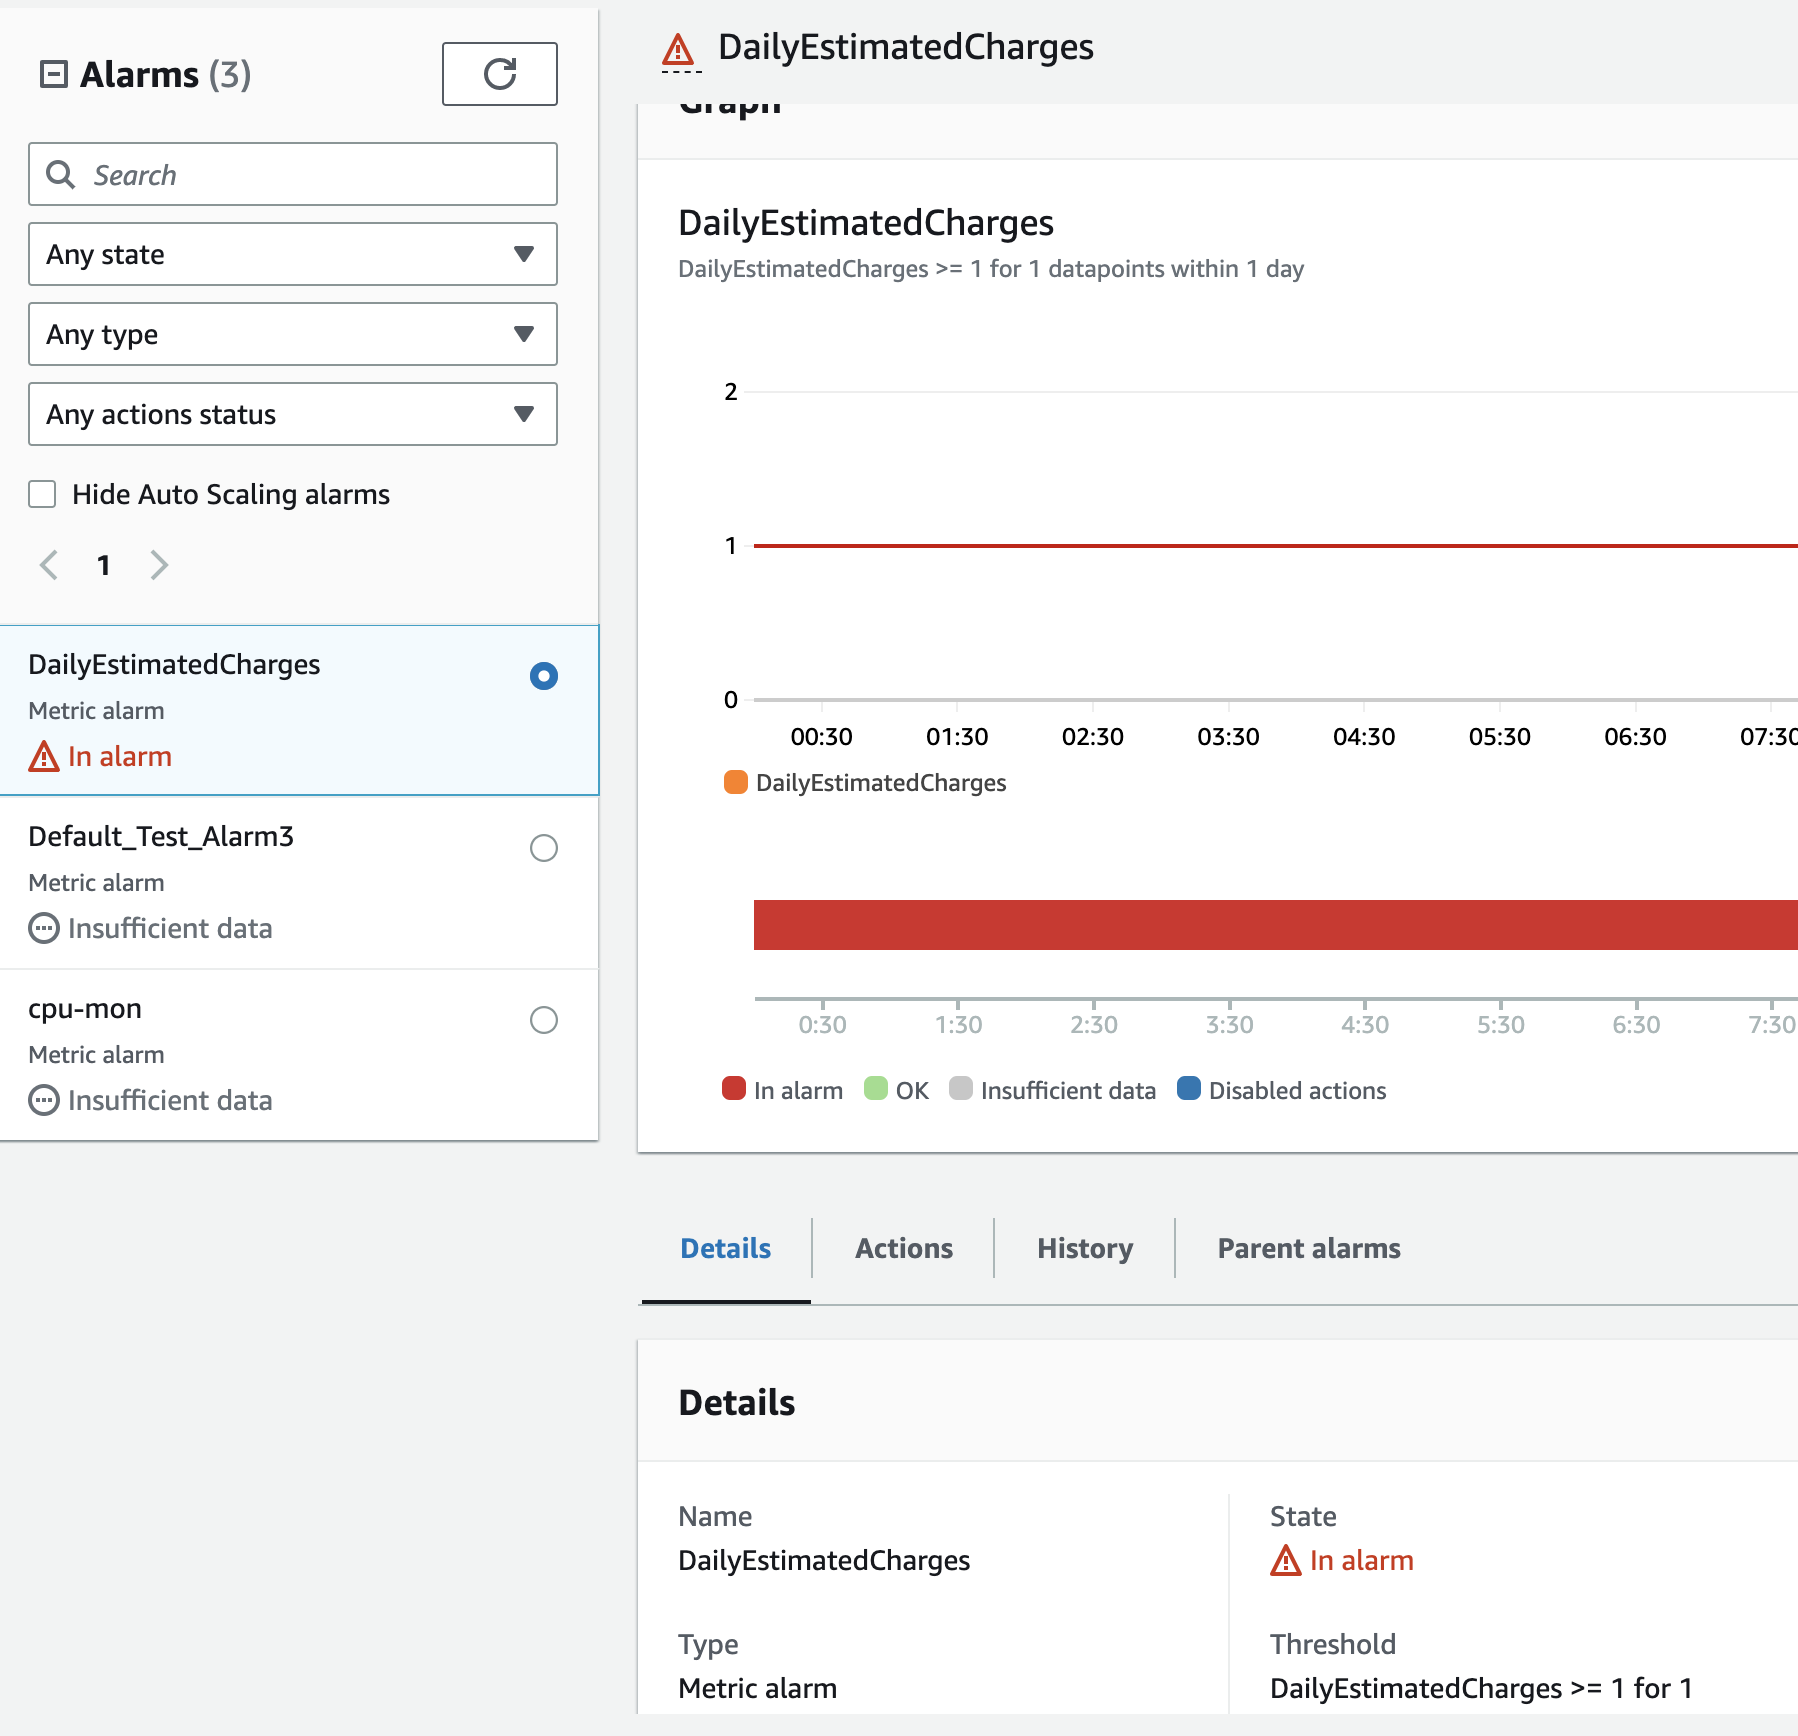 Alarms (3)
Search
Any state
Any type
Any actions status
Hide Auto Scaling alarms
1
DailyEstimatedCharges
Metric alarm
In alarm
Default_Test_Alarm3
Metric alarm
Insufficient data
cpu-mon
Metric alarm
Insufficient data
DailyEstimatedCharges
Graph
DailyEstimatedCharges
DailyEstimatedCharges >= 1 for 1 datapoints within 1 day
2
1
0
00:30 01:30 02:30 03:30 04:30 05:30 06:30 07:30
DailyEstimatedCharges
0:30 1:30 2:30 3:30 4:30 5:30 6:30 7:30
In alarm OK Insufficient data Disabled actions
Details Actions History Parent alarms
Details
Name
DailyEstimatedCharges
State
In alarm
Type
Metric alarm
Threshold
DailyEstimatedCharges >= 1 for 1